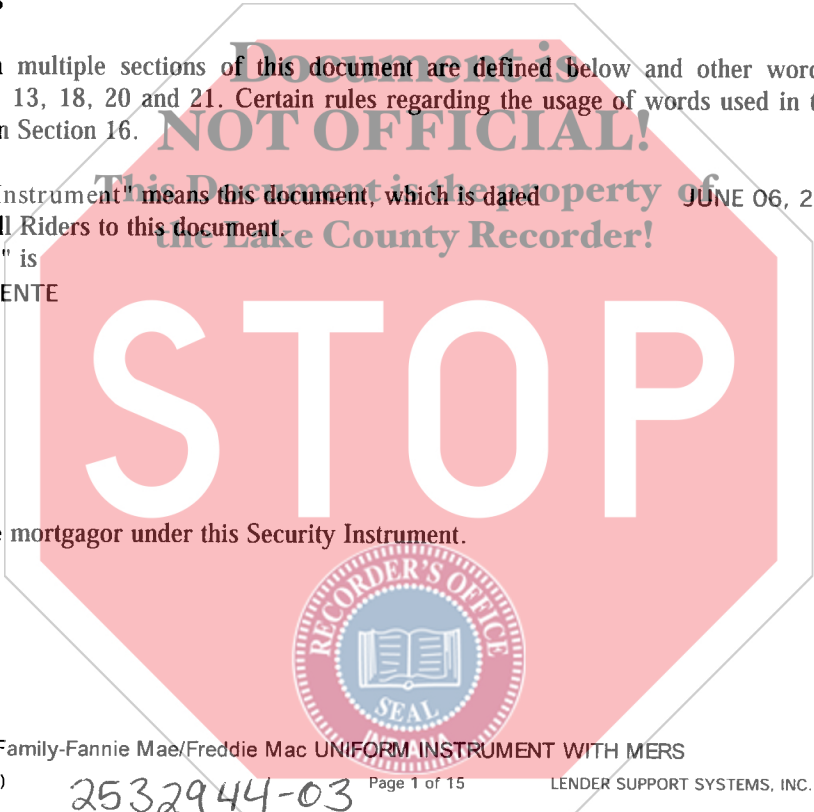 multiple sections of this document are defined below and other
Document is
13, 18, 20 and 21. Certain rules regarding the usage of words used in
NOT OFFICIAL!
n Section 16.
This Document is the property of
Instrument" means this document, which is dated JUNE 06, 2
ll Riders to this document.
the Lake County Recorder!
" is
ENTE
STOP
mortgagor under this Security Instrument.
RECORDER'S OFFICE
SEAL
INDIANA
Family-Fannie Mae/Freddie Mac UNIFORM INSTRUMENT WITH MERS
) 2532944-03 Page 1 of 15 LENDER SUPPORT SYSTEMS, INC.